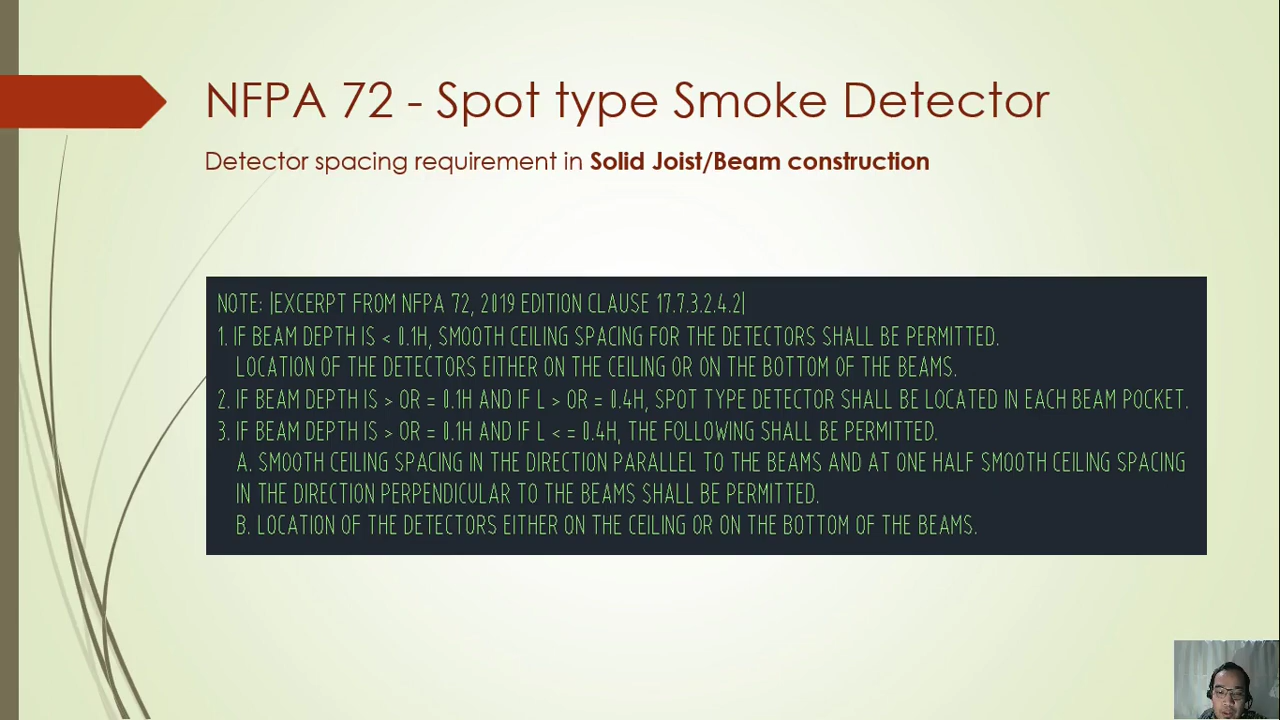 NFPA 72 - Spot type Smoke Detector
Detector spacing requirement in Solid Joist/Beam construction
NOTE: |EXCERPT FROM NFPA 72, 2019 EDITION CLAUSE 17.7.3.2.4.2|
1. IF BEAM DEPTH IS < 0.1H, SMOOTH CEILING SPACING FOR THE DETECTORS SHALL BE PERMITTED.
LOCATION OF THE DETECTORS EITHER ON THE CEILING OR ON THE BOTTOM OF THE BEAMS.
2. IF BEAM DEPTH IS > OR = 0.1H AND IF L > OR = 0.4H, SPOT TYPE DETECTOR SHALL BE LOCATED IN EACH BEAM POCKET.
3. IF BEAM DEPTH IS > OR = 0.1H AND IF L < = 0.4H, THE FOLLOWING SHALL BE PERMITTED.
A. SMOOTH CEILING SPACING IN THE DIRECTION PARALLEL TO THE BEAMS AND AT ONE HALF SMOOTH CEILING SPACING
IN THE DIRECTION PERPENDICULAR TO THE BEAMS SHALL BE PERMITTED.
B. LOCATION OF THE DETECTORS EITHER ON THE CEILING OR ON THE BOTTOM OF THE BEAMS.